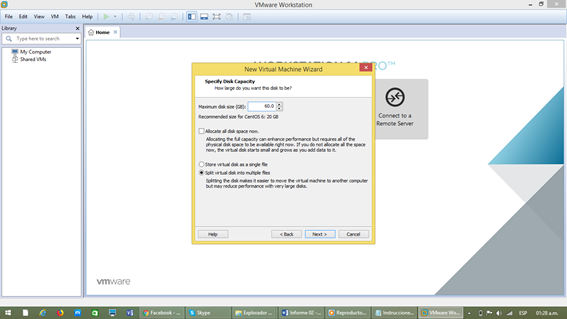 VMware Workstation
File Edit View VM Tabs Help
Library
Home
Type here to search
My Computer
Shared VMs
New Virtual Machine Wizard
Specify Disk Capacity
How large do you want this disk to be?
Maximum disk size (GB): 60.0
Recommended size for CentOS 6: 20 GB
Allocate all disk space now.
Allocating the full capacity can enhance performance but requires all of the
physical disk space to be available right now. If you do not allocate all the space
now, the virtual disk starts small and grows as you add data to it.
Store virtual disk as a single file
Split virtual disk into multiple files
Splitting the disk makes it easier to move the virtual machine to another computer
but may reduce performance with very large disks.
Help < Back Next > Cancel
Connect to a
Remote Server
vmware
Facebook - ... Skype Explorador ... Informe 02 - ... Reproducto... Instruccione... VMware Wo... ESP 01:28 a.m.